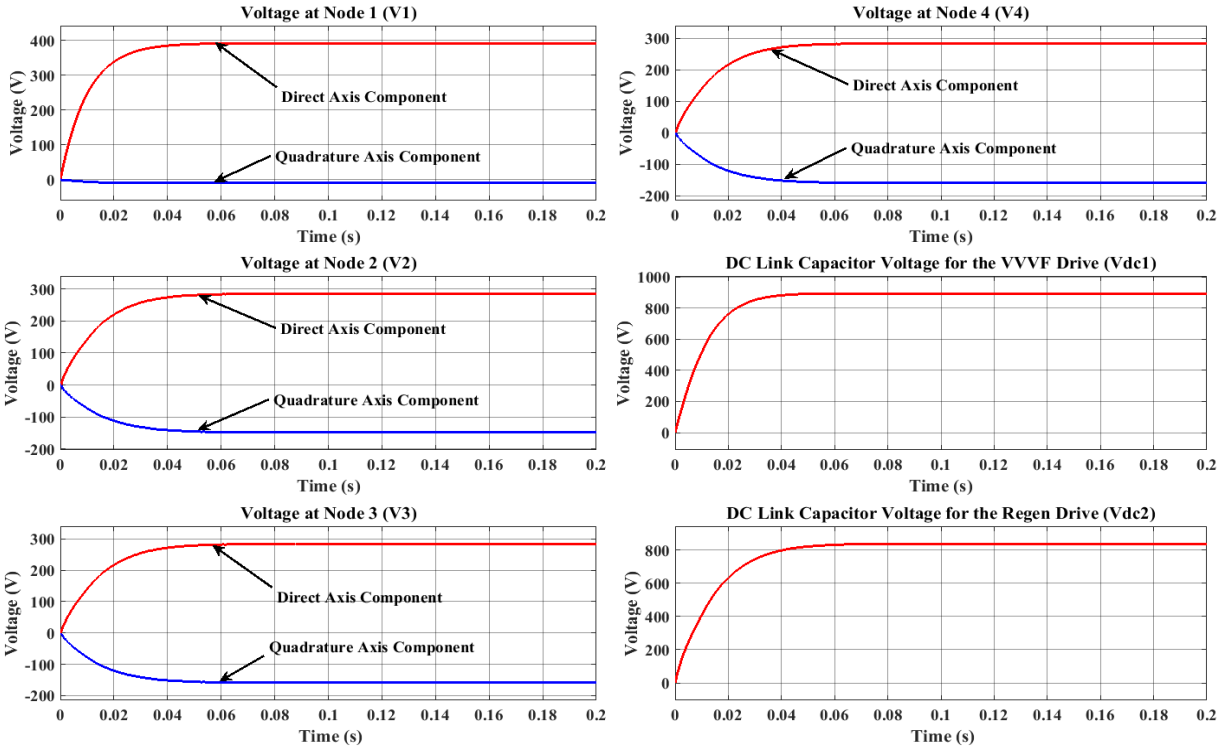 Voltage at Node 1 (V1)
Voltage (V)
400
300
200
100
0
Direct Axis Component
Quadrature Axis Component
0 0.02 0.04 0.06 0.08 0.1 0.12 0.14 0.16 0.18 0.2
Time (s)
Voltage at Node 2 (V2)
Voltage (V)
300
200
100
0
-100
-200
Direct Axis Component
Quadrature Axis Component
0 0.02 0.04 0.06 0.08 0.1 0.12 0.14 0.16 0.18 0.2
Time (s)
Voltage at Node 3 (V3)
Voltage (V)
300
200
100
0
-100
-200
Direct Axis Component
Quadrature Axis Component
0 0.02 0.04 0.06 0.08 0.1 0.12 0.14 0.16 0.18 0.2
Time (s)
Voltage at Node 4 (V4)
Voltage (V)
300
200
100
0
-100
-200
Direct Axis Component
Quadrature Axis Component
0 0.02 0.04 0.06 0.08 0.1 0.12 0.14 0.16 0.18 0.2
Time (s)
DC Link Capacitor Voltage for the VVVF Drive (Vdc1)
Voltage (V)
1000
800
600
400
200
0
0 0.02 0.04 0.06 0.08 0.1 0.12 0.14 0.16 0.18 0.2
Time (s)
DC Link Capacitor Voltage for the Regen Drive (Vdc2)
Voltage (V)
800
600
400
200
0
0 0.02 0.04 0.06 0.08 0.1 0.12 0.14 0.16 0.18 0.2
Time (s)